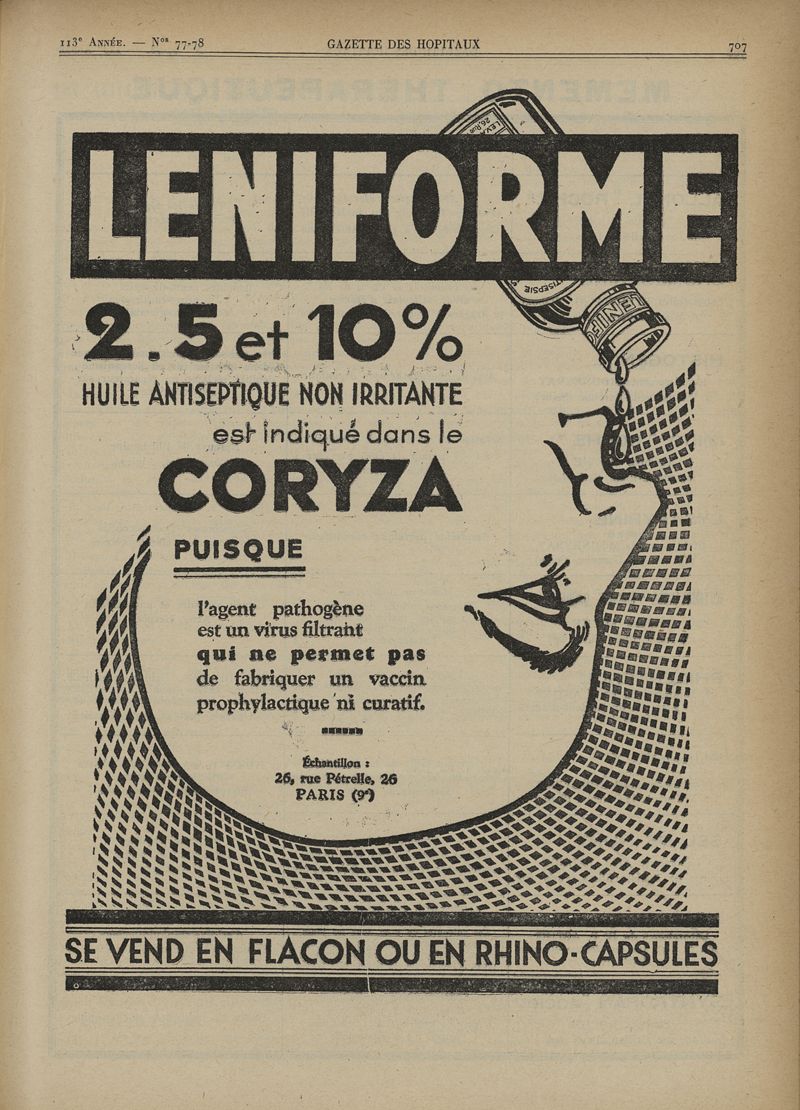 113e ANNÉE. — Nos 77-78 GAZETTE DES HOPITAUX 707
LENIFORME
ANTISEPSIE
2.5 et 10%
HUILE ANTISEPTIQUE NON IRRITANTE
est indiqué dans le
CORYZA
PUISQUE
l'agent pathogène
est un virus filtrant
qui ne permet pas
de fabriquer un vaccin
prophylactique ni curatif.
Échantillon :
26, rue Pétrelle, 26
PARIS (9e)
SE VEND EN FLACON OU EN RHINO-CAPSULES